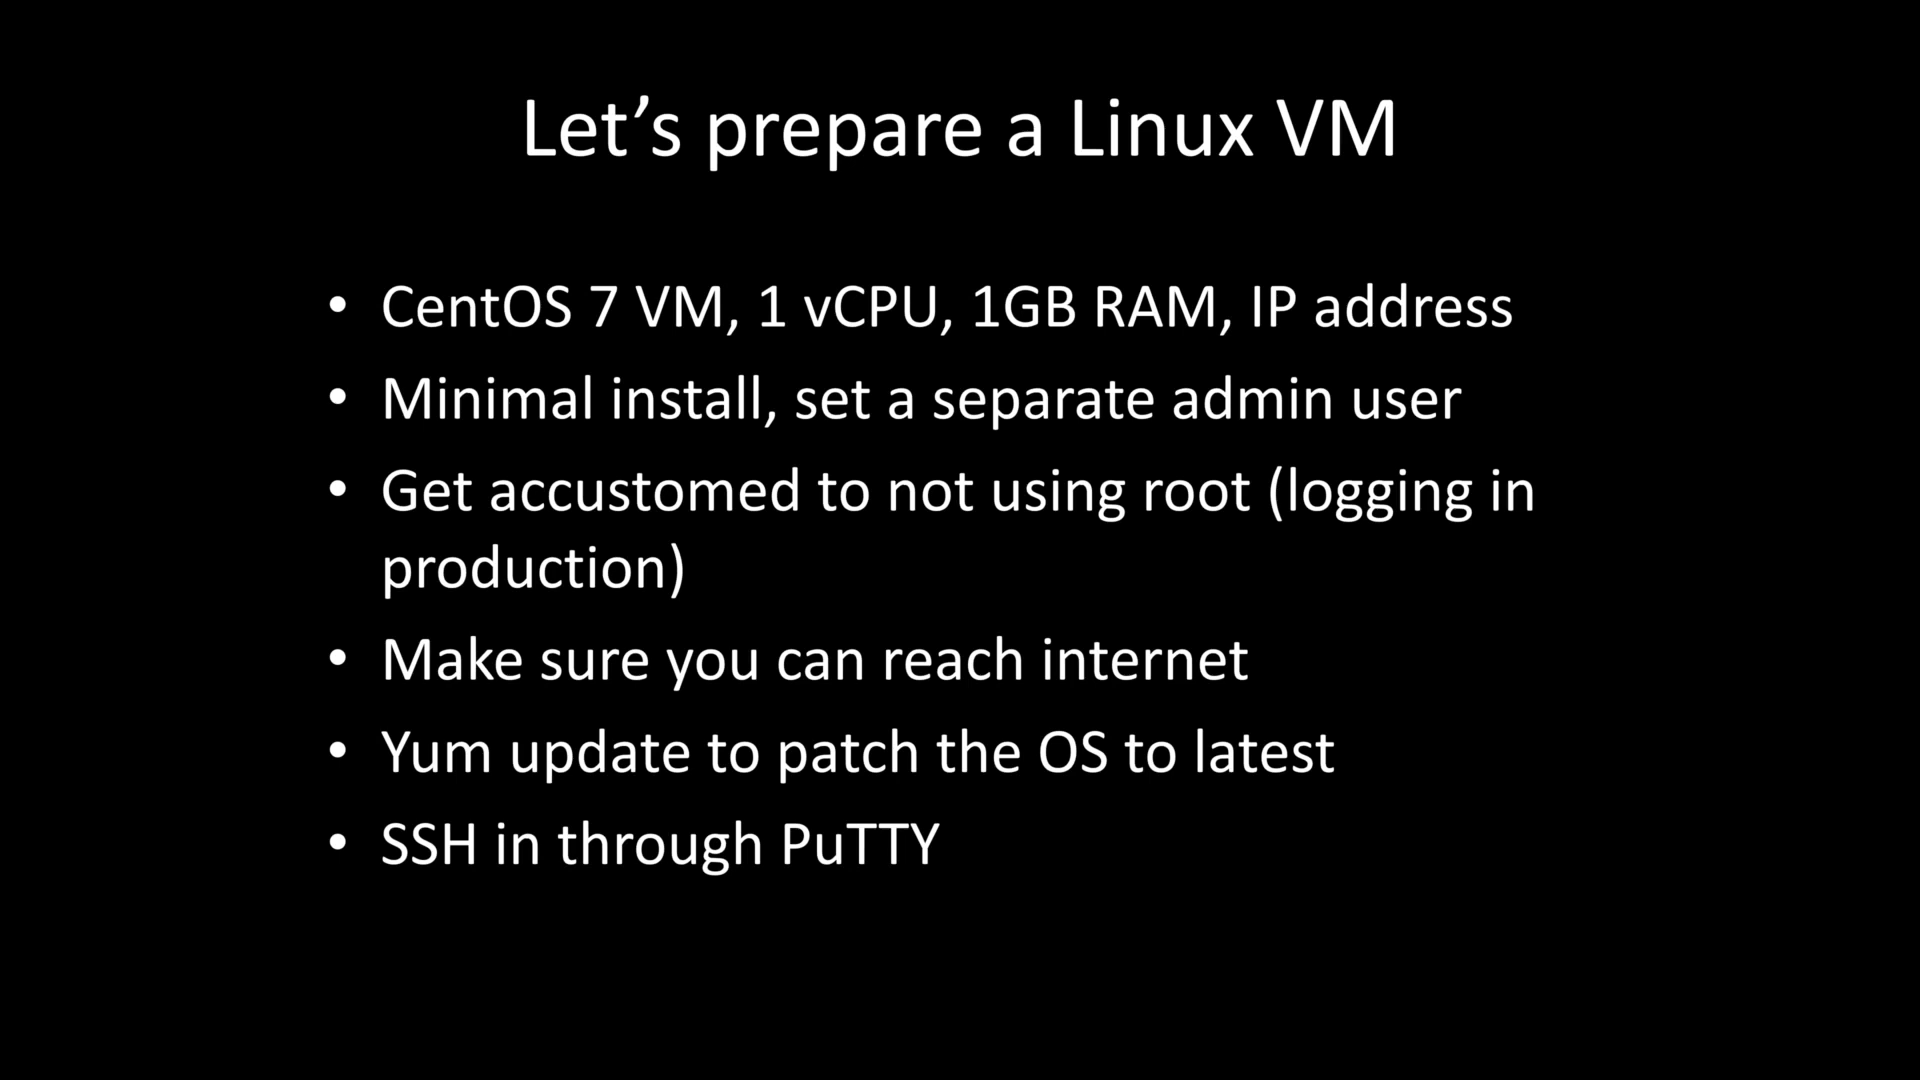 Let’s prepare a Linux VM
• CentOS 7 VM, 1 vCPU, 1GB RAM, IP address
• Minimal install, set a separate admin user
• Get accustomed to not using root (logging in
production)
• Make sure you can reach internet
• Yum update to patch the OS to latest
• SSH in through PuTTY